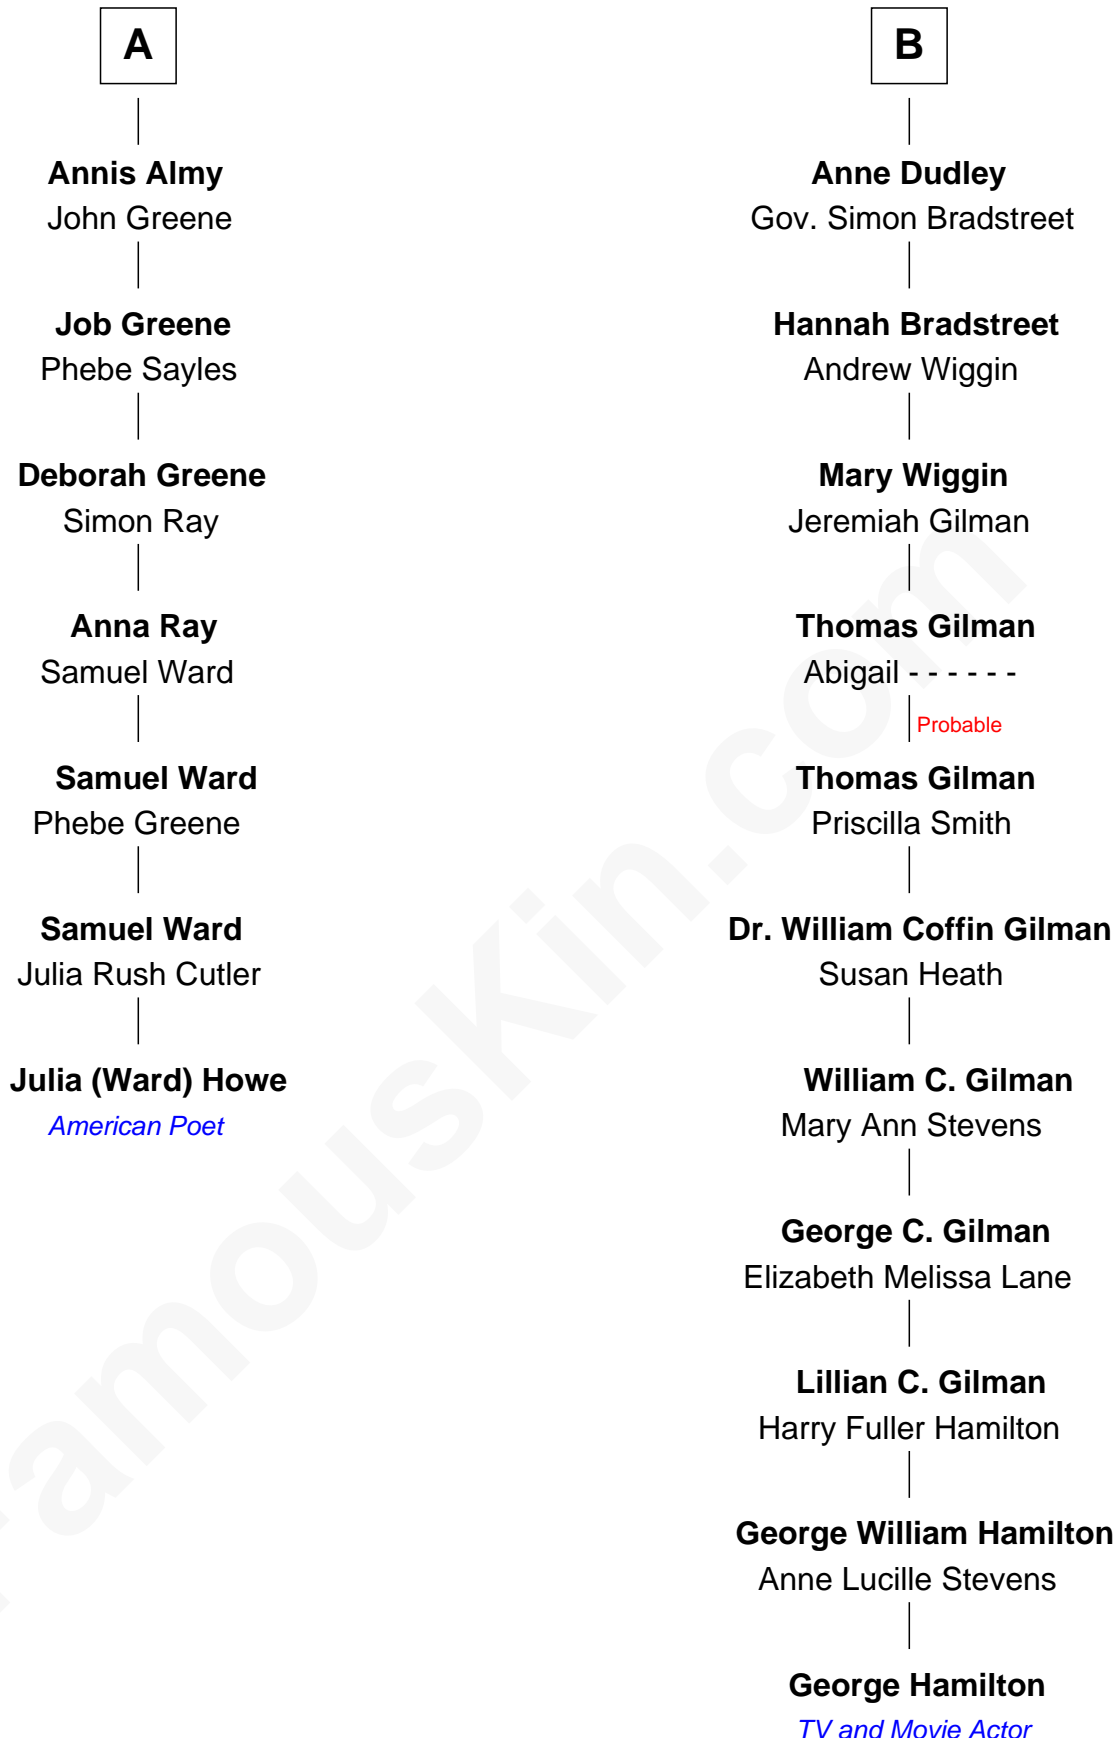 A
Annis Almy
John Greene
Job Greene
Phebe Sayles
Deborah Greene
Simon Ray
Anna Ray
Samuel Ward
Samuel Ward
Phebe Greene
Samuel Ward
Julia Rush Cutler
Julia (Ward) Howe
American Poet
B
Anne Dudley
Gov. Simon Bradstreet
Hannah Bradstreet
Andrew Wiggin
Mary Wiggin
Jeremiah Gilman
Thomas Gilman
Abigail - - - - - -
Probable
Thomas Gilman
Priscilla Smith
Dr. William Coffin Gilman
Susan Heath
William C. Gilman
Mary Ann Stevens
George C. Gilman
Elizabeth Melissa Lane
Lillian C. Gilman
Harry Fuller Hamilton
George William Hamilton
Anne Lucille Stevens
George Hamilton
TV and Movie Actor
FamousKin.com